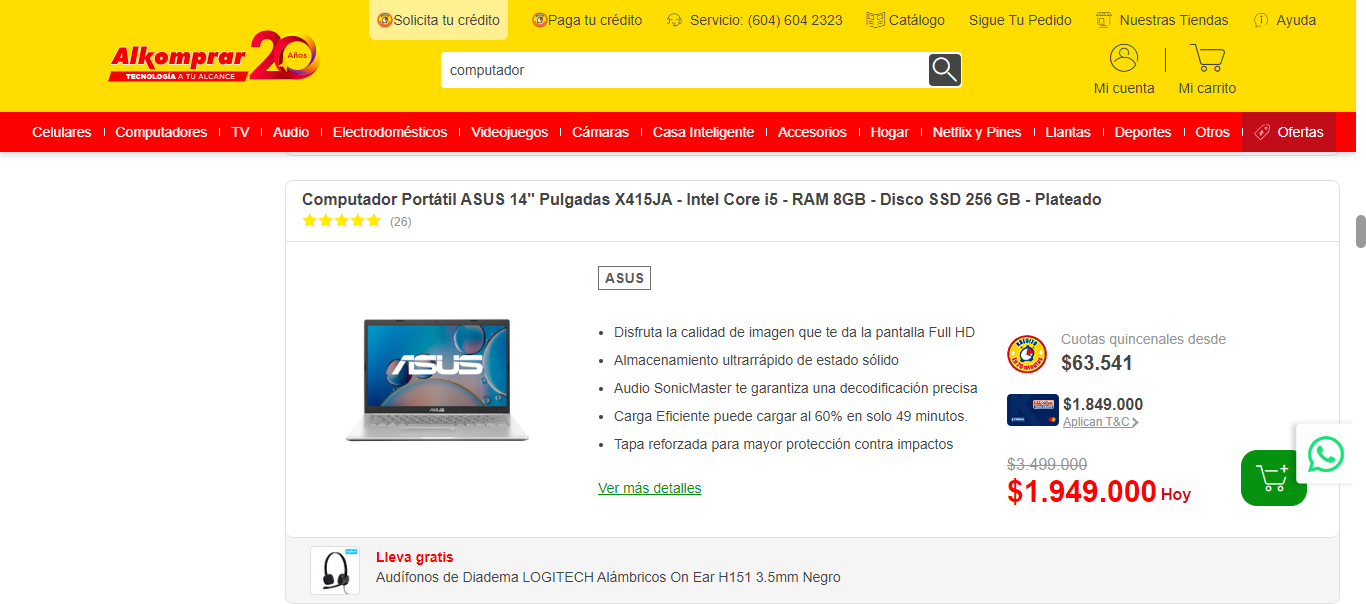 Solicita tu crédito
Paga tu crédito
Servicio: (604) 604 2323
Catálogo
Sigue Tu Pedido
Nuestras Tiendas
Ayuda
Alkomprar
TECNOLOGÍA A TU ALCANCE
20 Años
computador
Mi cuenta
Mi carrito
Celulares
Computadores
TV
Audio
Electrodomésticos
Videojuegos
Cámaras
Casa Inteligente
Accesorios
Hogar
Netflix y Pines
Llantas
Deportes
Otros
Ofertas
Computador Portátil ASUS 14" Pulgadas X415JA - Intel Core i5 - RAM 8GB - Disco SSD 256 GB - Plateado
(26)
ASUS
ASUS
Disfruta la calidad de imagen que te da la pantalla Full HD
Almacenamiento ultrarrápido de estado sólido
Audio SonicMaster te garantiza una decodificación precisa
Carga Eficiente puede cargar al 60% en solo 49 minutos.
Tapa reforzada para mayor protección contra impactos
Ver más detalles
Cuotas quincenales desde
$63.541
$1.849.000
Aplican T&C
$3.499.000
$1.949.000 Hoy
Lleva gratis
Audífonos de Diadema LOGITECH Alámbricos On Ear H151 3.5mm Negro